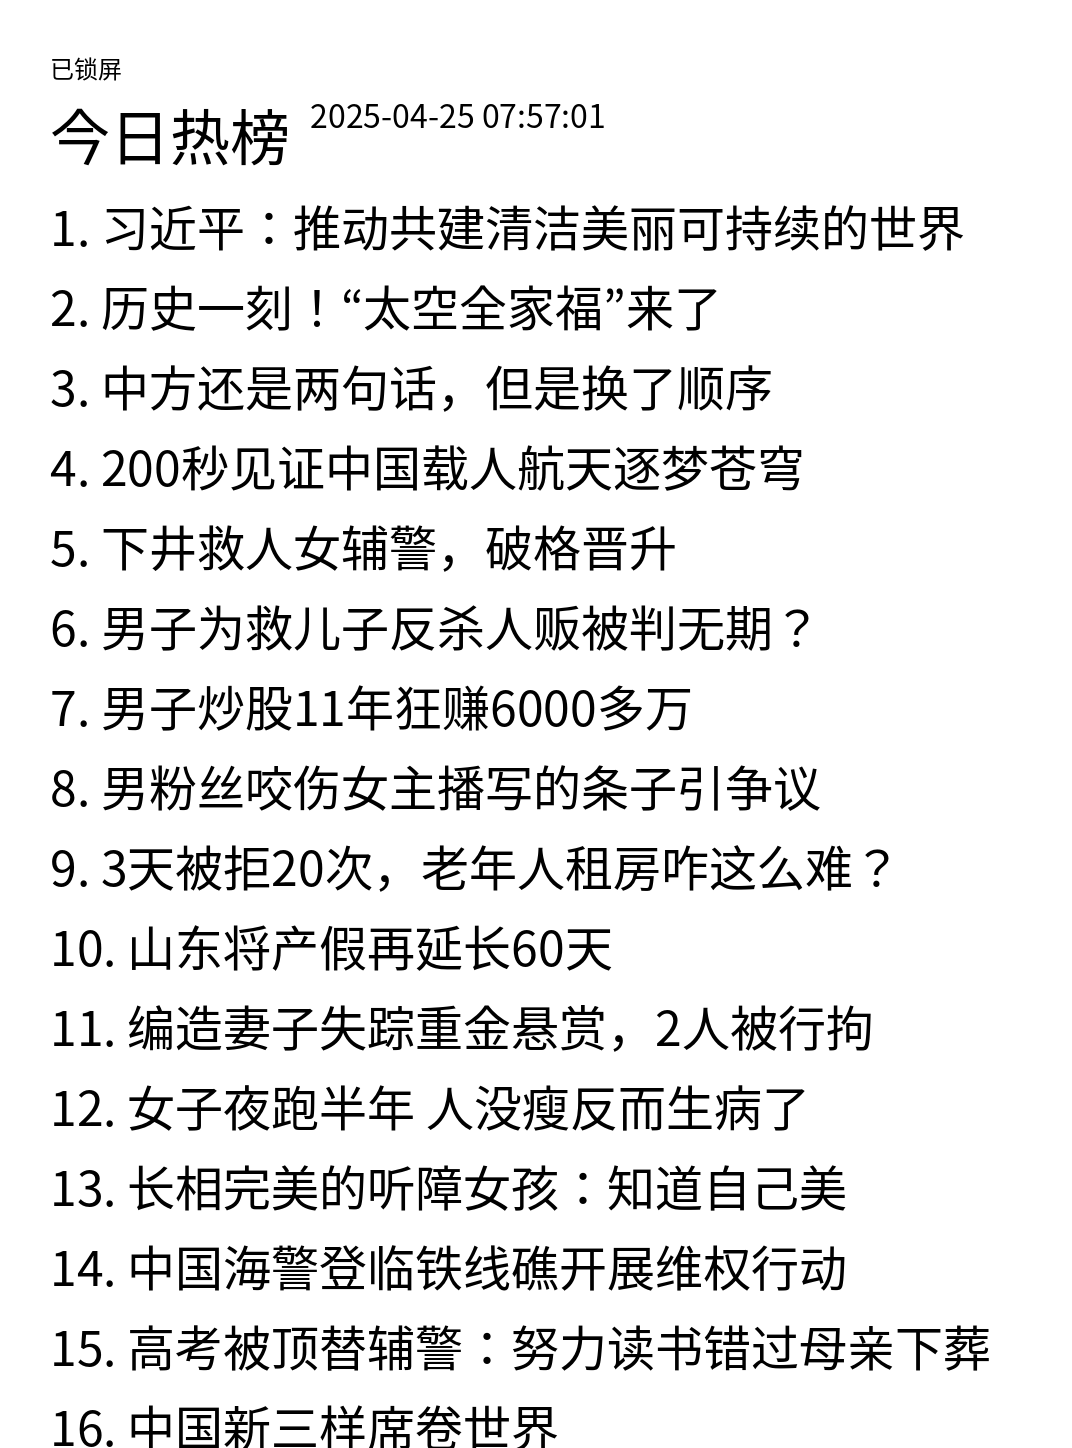 已锁屏
今日热榜 2025-04-25 07:57:01
1. 习近平：推动共建清洁美丽可持续的世界
2. 历史一刻！“太空全家福”来了
3. 中方还是两句话，但是换了顺序
4. 200秒见证中国载人航天逐梦苍穹
5. 下井救人女辅警，破格晋升
6. 男子为救儿子反杀人贩被判无期？
7. 男子炒股11年狂赚6000多万
8. 男粉丝咬伤女主播写的条子引争议
9. 3天被拒20次，老年人租房咋这么难？
10. 山东将产假再延长60天
11. 编造妻子失踪重金悬赏，2人被行拘
12. 女子夜跑半年 人没瘦反而生病了
13. 长相完美的听障女孩：知道自己美
14. 中国海警登临铁线礁开展维权行动
15. 高考被顶替辅警：努力读书错过母亲下葬
16. 中国新三样席卷世界